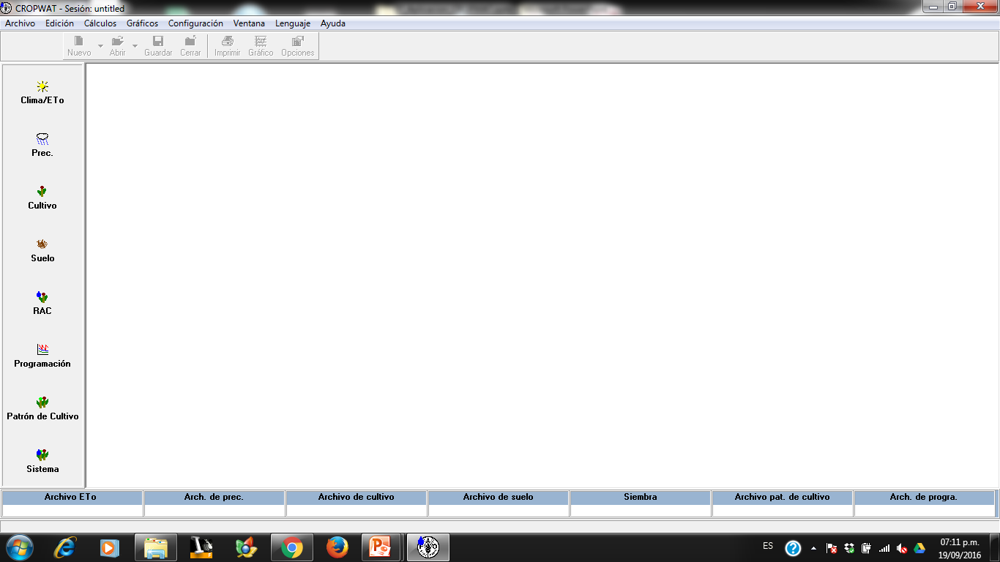 CROPWAT - Sesión: untitled
Archivo Edición Cálculos Gráficos Configuración Ventana Lenguaje Ayuda
Nuevo Abrir Guardar Cerrar Imprimir Gráfico Opciones
Clima/ETo
Prec.
Cultivo
Suelo
RAC
Programación
Patrón de Cultivo
Sistema
Archivo ETo Arch. de prec. Archivo de cultivo Archivo de suelo Siembra Archivo pat. de cultivo Arch. de progra.
ES
07:11 p.m.
19/09/2016